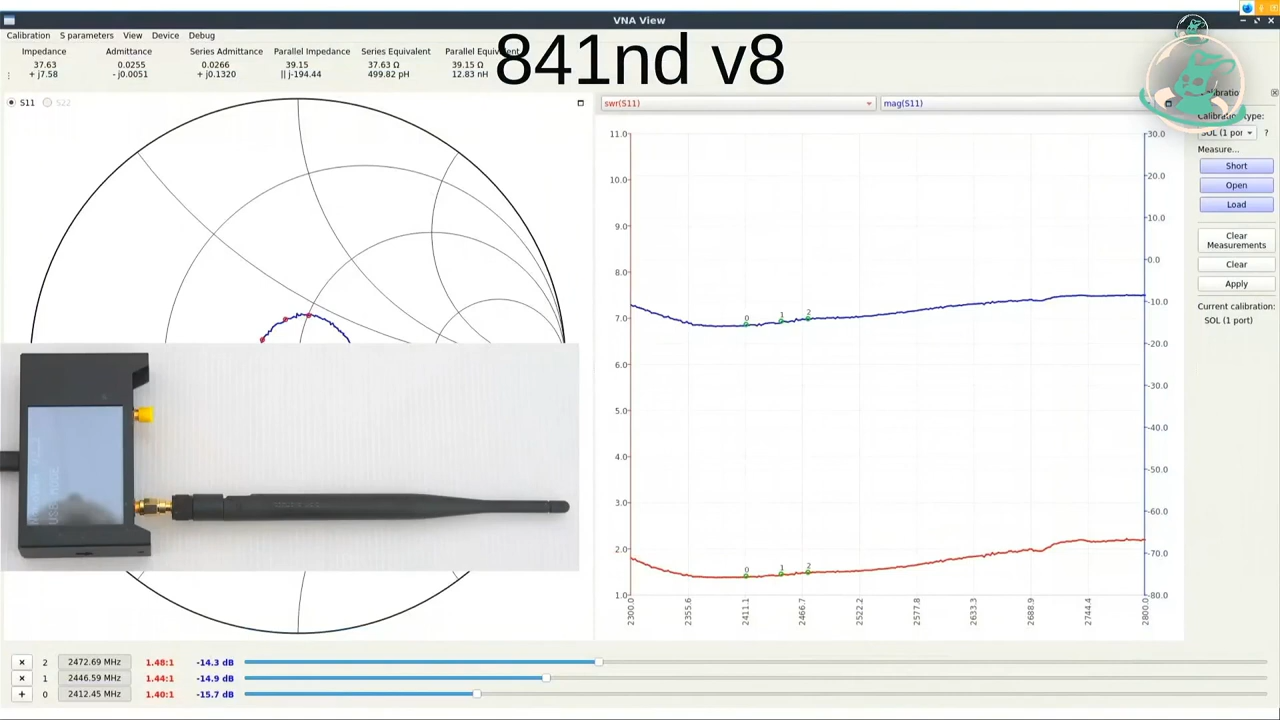 VNA View
Calibration S parameters View Device Debug
841nd v8
Impedance Admittance Series Admittance Parallel Impedance Series Equivalent Parallel
37.63 0.0255 0.0266 39.15 37.63 Ω 39.15 Ω
+ j7.58 - j0.0051 + j0.1320 || j-194.44 499.82 pH 12.83 nH
S11 S22
swr(S11) mag(S11)
Calibration type:
SOL (1 por ?
Measure...
Short
Open
Load
Clear
Measurements
Clear
Apply
Current calibration:
SOL (1 port)
11.0 30.0
10.0 20.0
9.0 10.0
8.0 0.0
7.0 -10.0
6.0 -20.0
5.0 -30.0
4.0 -40.0
3.0 -50.0
2.0 -60.0
1.0 -70.0
-80.0
0 1 2
0 1 2
2300.0 2355.6 2411.1 2466.7 2522.2 2577.8 2633.3 2688.9 2744.4 2800.0
× 2 2472.69 MHz 1.48:1 -14.3 dB
× 1 2446.59 MHz 1.44:1 -14.9 dB
+ 0 2412.45 MHz 1.40:1 -15.7 dB